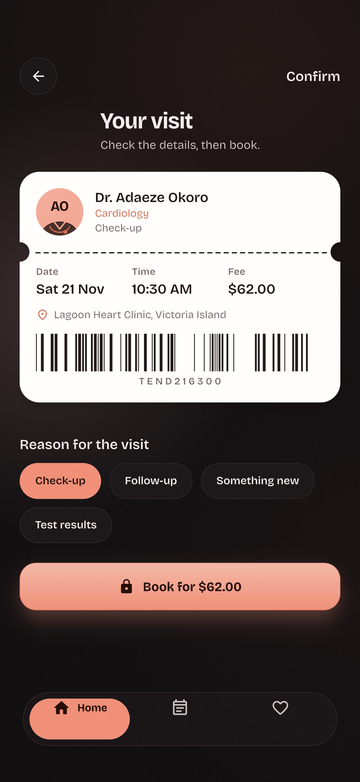 Confirm
Your visit
Check the details, then book.
AO
Dr. Adaeze Okoro
Cardiology
Check-up
Date Time Fee
Sat 21 Nov 10:30 AM $62.00
Lagoon Heart Clinic, Victoria Island
TEND216300
Reason for the visit
Check-up Follow-up Something new
Test results
Book for $62.00
Home